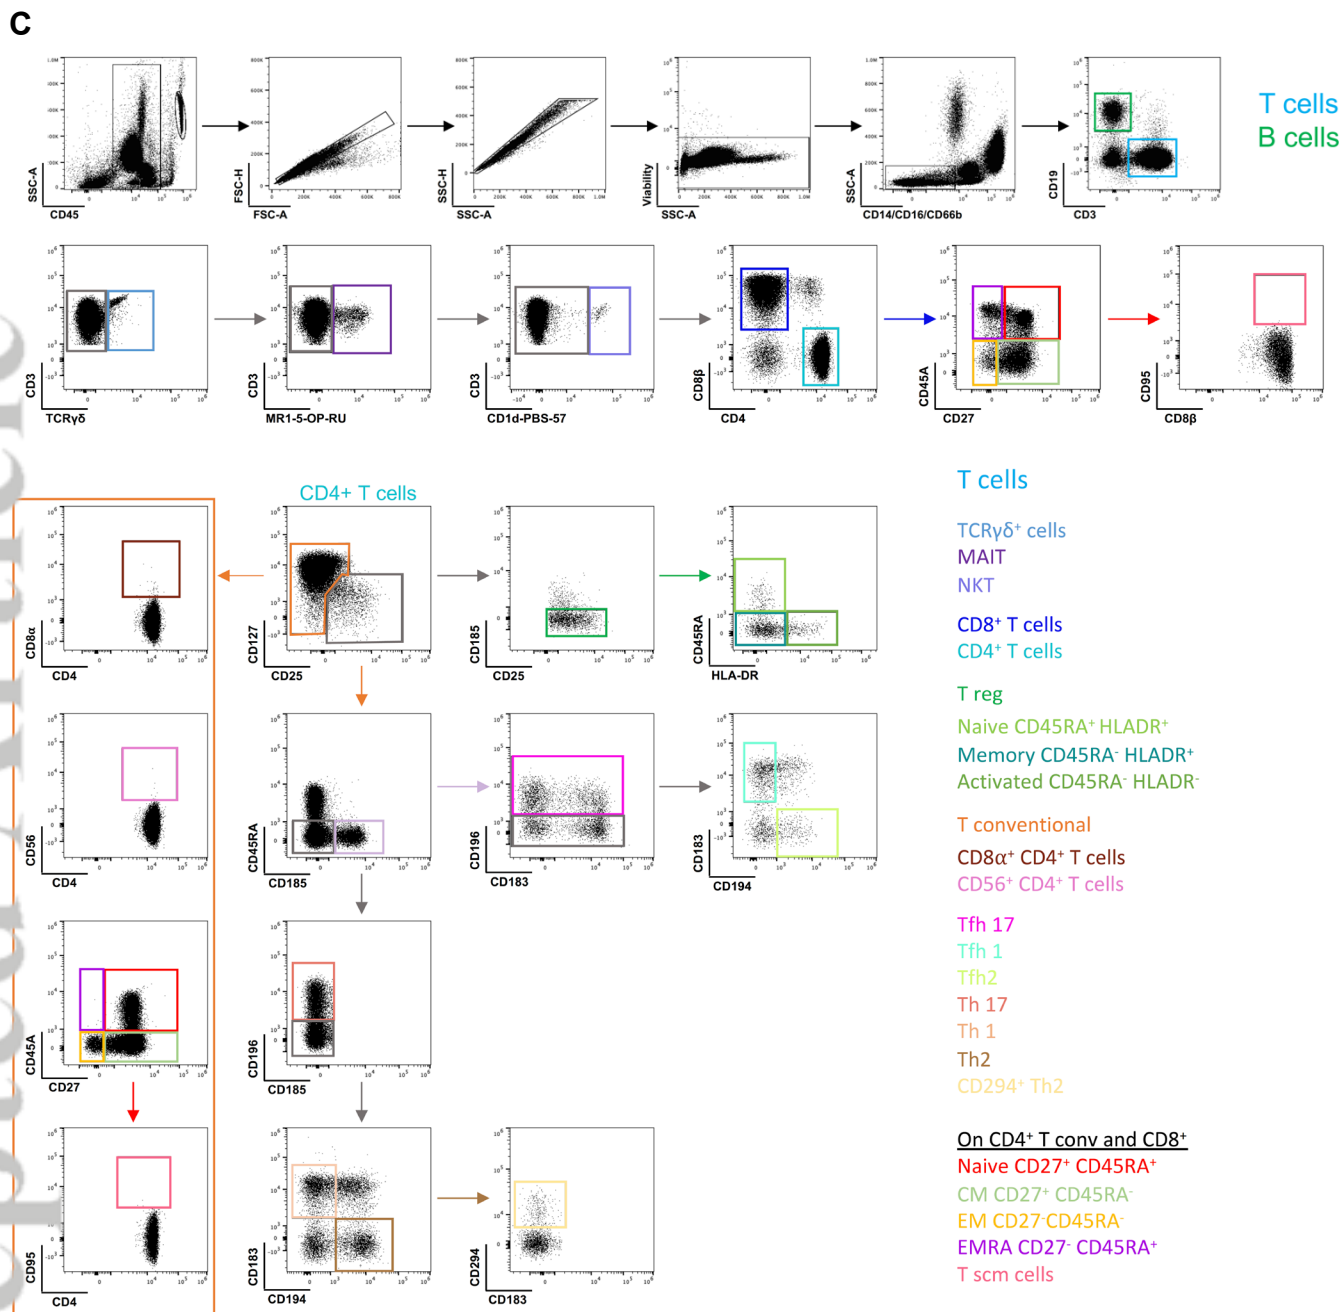 C
SSC-A
CD45
FSC-H
FSC-A
SSC-H
SSC-A
Viability
SSC-A
SSC-A
CD14/CD16/CD66b
CD19
CD3
T cells
B cells
CD3
TCRγδ
CD3
MR1-5-OP-RU
CD3
CD1d-PBS-57
CD8β
CD4
CD45A
CD27
CD95
CD8β
CD4+ T cells
CD8α
CD4
CD127
CD25
CD185
CD25
CD45RA
HLA-DR
CD56
CD4
CD45RA
CD185
CD196
CD183
CD183
CD194
CD45A
CD27
CD196
CD185
CD95
CD4
CD183
CD194
CD294
CD183
T cells
TCRγδ⁺ cells
MAIT
NKT
CD8⁺ T cells
CD4⁺ T cells
T reg
Naive CD45RA⁺ HLADR⁺
Memory CD45RA⁻ HLADR⁺
Activated CD45RA⁻ HLADR⁻
T conventional
CD8α⁺ CD4⁺ T cells
CD56⁺ CD4⁺ T cells
Tfh 17
Tfh 1
Tfh2
Th 17
Th 1
Th2
CD294⁺ Th2
On CD4⁺ T conv and CD8⁺
Naive CD27⁺ CD45RA⁺
CM CD27⁺ CD45RA⁻
EM CD27⁻CD45RA⁻
EMRA CD27⁻ CD45RA⁺
T scm cells